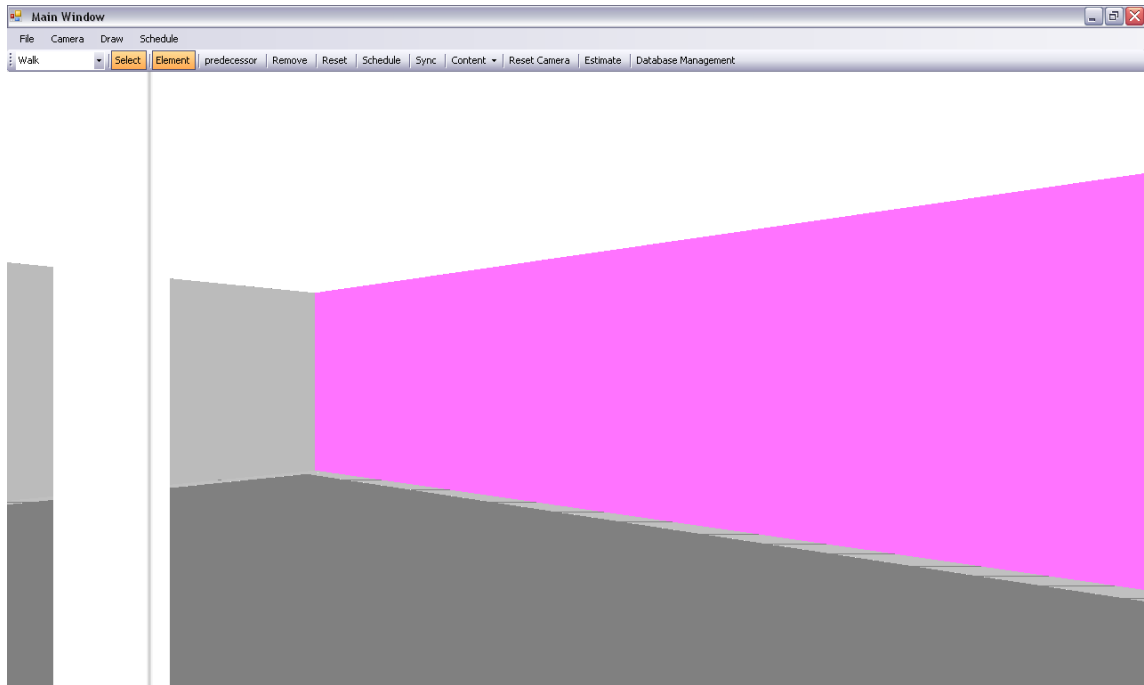 Main Window
File Camera Draw Schedule
Walk Select Element predecessor Remove Reset Schedule Sync Content Reset Camera Estimate Database Management